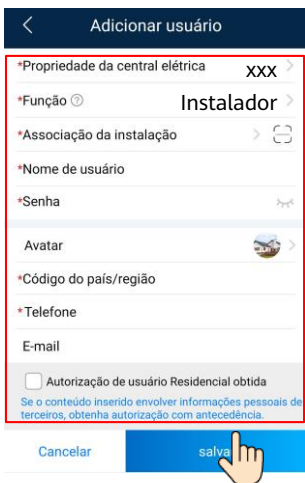 Adicionar usuário
*Propriedade da central elétrica xxx
*Função ? Instalador
*Associação da instalação
*Nome de usuário
*Senha
Avatar
*Código do país/região
*Telefone
E-mail
Autorização de usuário Residencial obtida
Se o conteúdo inserido envolver informações pessoais de
terceiros, obtenha autorização com antecedência.
Cancelar salva